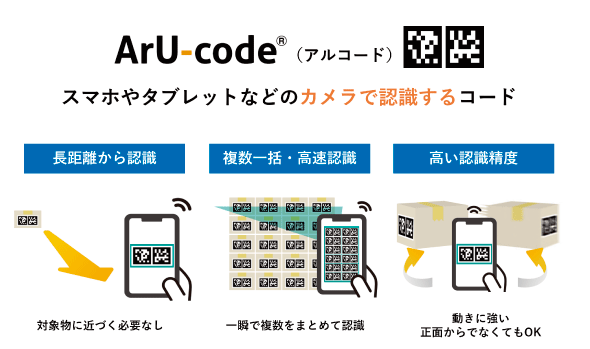 ArU-code® （アルコード）
スマホやタブレットなどのカメラで認識するコード
長距離から認識
対象物に近づく必要なし
複数一括・高速認識
一瞬で複数をまとめて認識
高い認識精度
動きに強い
正面からでなくてもOK